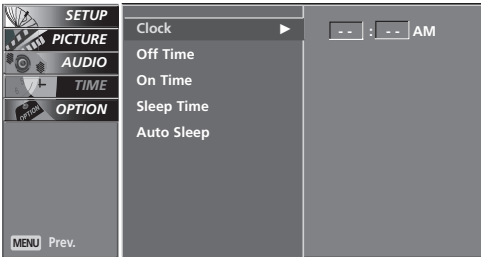 SETUP
PICTURE
AUDIO
TIME
OPTION
MENU Prev.
Clock ► -- : -- AM
Off Time
On Time
Sleep Time
Auto Sleep